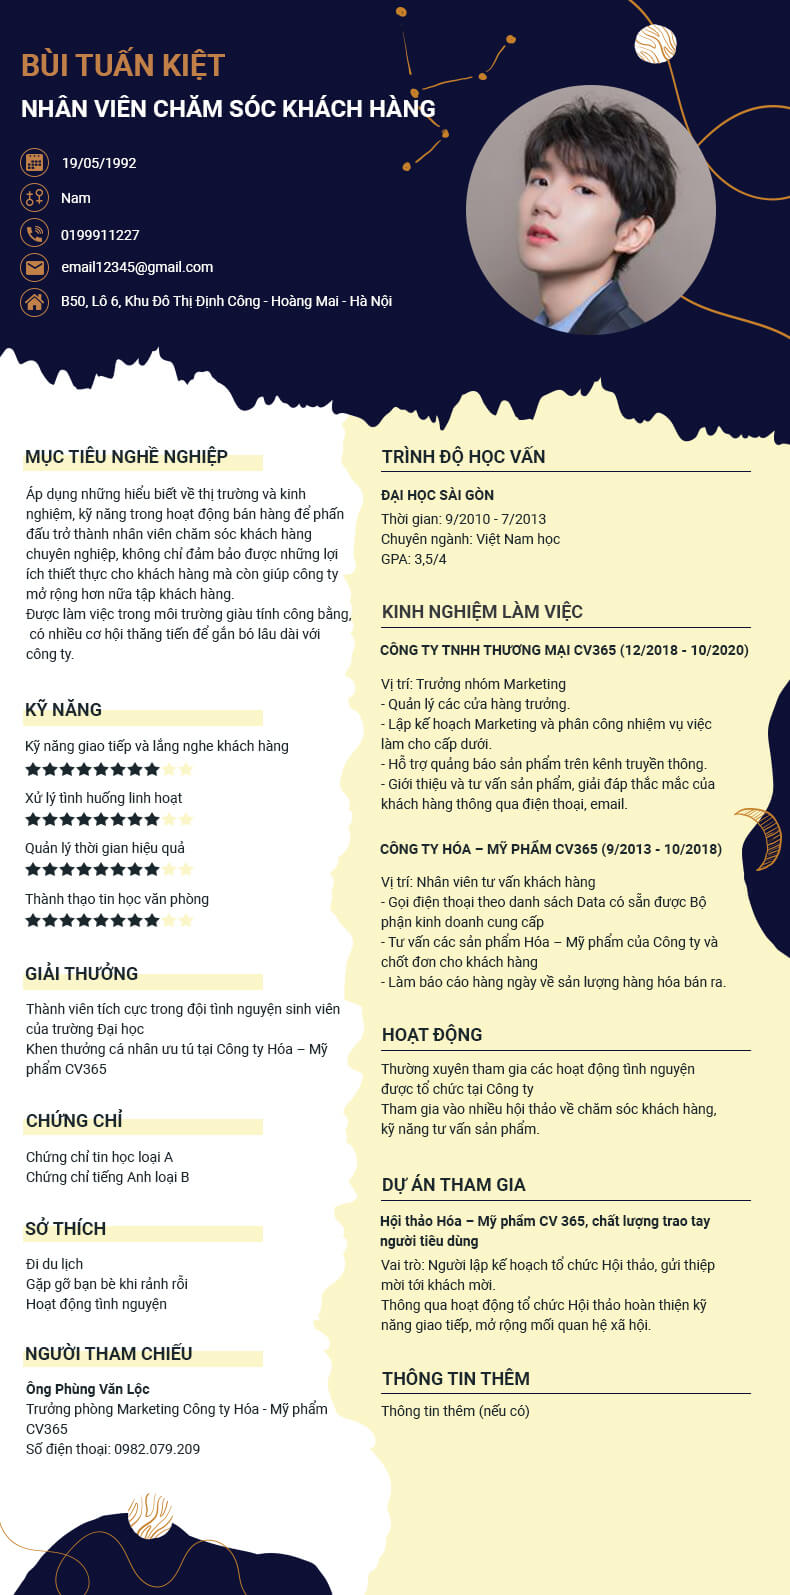 BÙI TUẤN KIỆT
NHÂN VIÊN CHĂM SÓC KHÁCH HÀNG
19/05/1992
Nam
0199911227
email12345@gmail.com
B50, Lô 6, Khu Đô Thị Định Công - Hoàng Mai - Hà Nội
MỤC TIÊU NGHỀ NGHIỆP
Áp dụng những hiểu biết về thị trường và kinh
nghiệm, kỹ năng trong hoạt động bán hàng để phấn
đấu trở thành nhân viên chăm sóc khách hàng
chuyên nghiệp, không chỉ đảm bảo được những lợi
ích thiết thực cho khách hàng mà còn giúp công ty
mở rộng hơn nữa tập khách hàng.
Được làm việc trong môi trường giàu tính công bằng,
có nhiều cơ hội thăng tiến để gắn bó lâu dài với
công ty.
KỸ NĂNG
Kỹ năng giao tiếp và lắng nghe khách hàng
Xử lý tình huống linh hoạt
Quản lý thời gian hiệu quả
Thành thạo tin học văn phòng
GIẢI THƯỞNG
Thành viên tích cực trong đội tình nguyện sinh viên
của trường Đại học
Khen thưởng cá nhân ưu tú tại Công ty Hóa – Mỹ
phẩm CV365
CHỨNG CHỈ
Chứng chỉ tin học loại A
Chứng chỉ tiếng Anh loại B
SỞ THÍCH
Đi du lịch
Gặp gỡ bạn bè khi rảnh rỗi
Hoạt động tình nguyện
NGƯỜI THAM CHIẾU
Ông Phùng Văn Lộc
Trưởng phòng Marketing Công ty Hóa - Mỹ phẩm
CV365
Số điện thoại: 0982.079.209
TRÌNH ĐỘ HỌC VẤN
ĐẠI HỌC SÀI GÒN
Thời gian: 9/2010 - 7/2013
Chuyên ngành: Việt Nam học
GPA: 3,5/4
KINH NGHIỆM LÀM VIỆC
CÔNG TY TNHH THƯƠNG MẠI CV365 (12/2018 - 10/2020)
Vị trí: Trưởng nhóm Marketing
- Quản lý các cửa hàng trưởng.
- Lập kế hoạch Marketing và phân công nhiệm vụ việc
làm cho cấp dưới.
- Hỗ trợ quảng báo sản phẩm trên kênh truyền thông.
- Giới thiệu và tư vấn sản phẩm, giải đáp thắc mắc của
khách hàng thông qua điện thoại, email.
CÔNG TY HÓA – MỸ PHẨM CV365 (9/2013 - 10/2018)
Vị trí: Nhân viên tư vấn khách hàng
- Gọi điện thoại theo danh sách Data có sẵn được Bộ
phận kinh doanh cung cấp
- Tư vấn các sản phẩm Hóa – Mỹ phẩm của Công ty và
chốt đơn cho khách hàng
- Làm báo cáo hàng ngày về sản lượng hàng hóa bán ra.
HOẠT ĐỘNG
Thường xuyên tham gia các hoạt động tình nguyện
được tổ chức tại Công ty
Tham gia vào nhiều hội thảo về chăm sóc khách hàng,
kỹ năng tư vấn sản phẩm.
DỰ ÁN THAM GIA
Hội thảo Hóa – Mỹ phẩm CV 365, chất lượng trao tay
người tiêu dùng
Vai trò: Người lập kế hoạch tổ chức Hội thảo, gửi thiệp
mời tới khách mời.
Thông qua hoạt động tổ chức Hội thảo hoàn thiện kỹ
năng giao tiếp, mở rộng mối quan hệ xã hội.
THÔNG TIN THÊM
Thông tin thêm (nếu có)